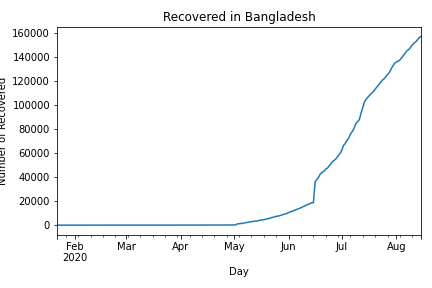 Recovered in Bangladesh
Number of Recovered
160000
140000
120000
100000
80000
60000
40000
20000
0
Feb Mar Apr May Jun Jul Aug
2020
Day